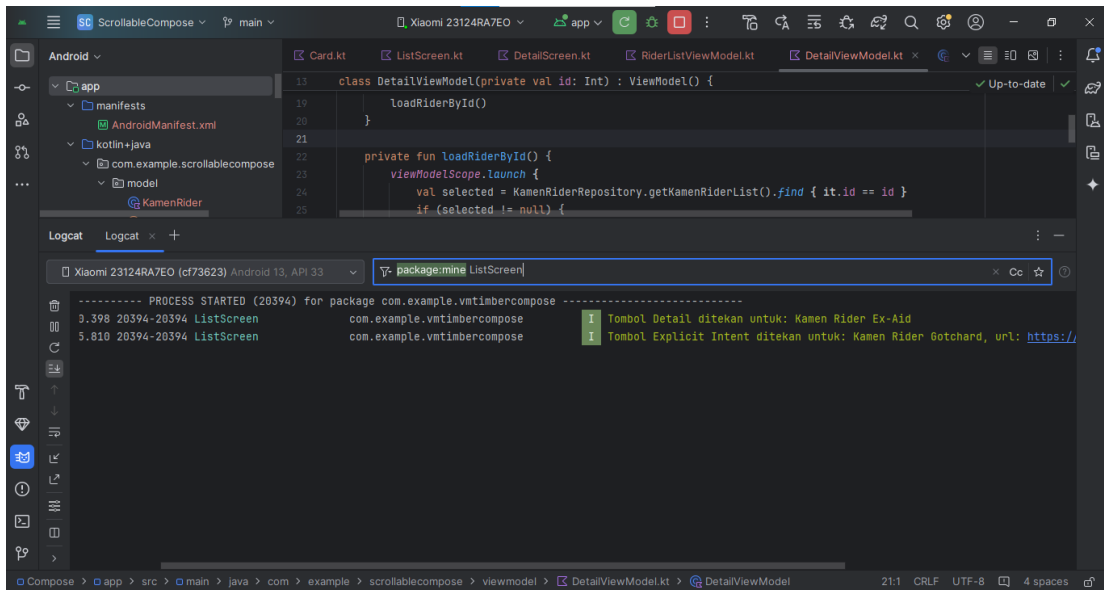 SC ScrollableCompose main Xiaomi 23124RA7EO app
Android
Card.kt ListScreen.kt DetailScreen.kt RiderListViewModel.kt DetailViewModel.kt
app
manifests
AndroidManifest.xml
kotlin+java
com.example.scrollablecompose
model
KamenRider
13 class DetailViewModel(private val id: Int) : ViewModel() {
Up-to-date
19 loadRiderById()
20 }
21
22 private fun loadRiderById() {
23 viewModelScope.launch {
24 val selected = KamenRiderRepository.getKamenRiderList().find { it.id == id }
25 if (selected != null) {
Logcat Logcat
Xiaomi 23124RA7EO (cf73623) Android 13, API 33
package:mine ListScreen
Cc
---------- PROCESS STARTED (20394) for package com.example.vmtimbercompose ----------------------------
.398 20394-20394 ListScreen com.example.vmtimbercompose I Tombol Detail ditekan untuk: Kamen Rider Ex-Aid
5.810 20394-20394 ListScreen com.example.vmtimbercompose I Tombol Explicit Intent ditekan untuk: Kamen Rider Gotchard, url: https:/
Compose > app > src > main > java > com > example > scrollablecompose > viewmodel > DetailViewModel.kt > DetailViewModel 21:1 CRLF UTF-8 4 spaces